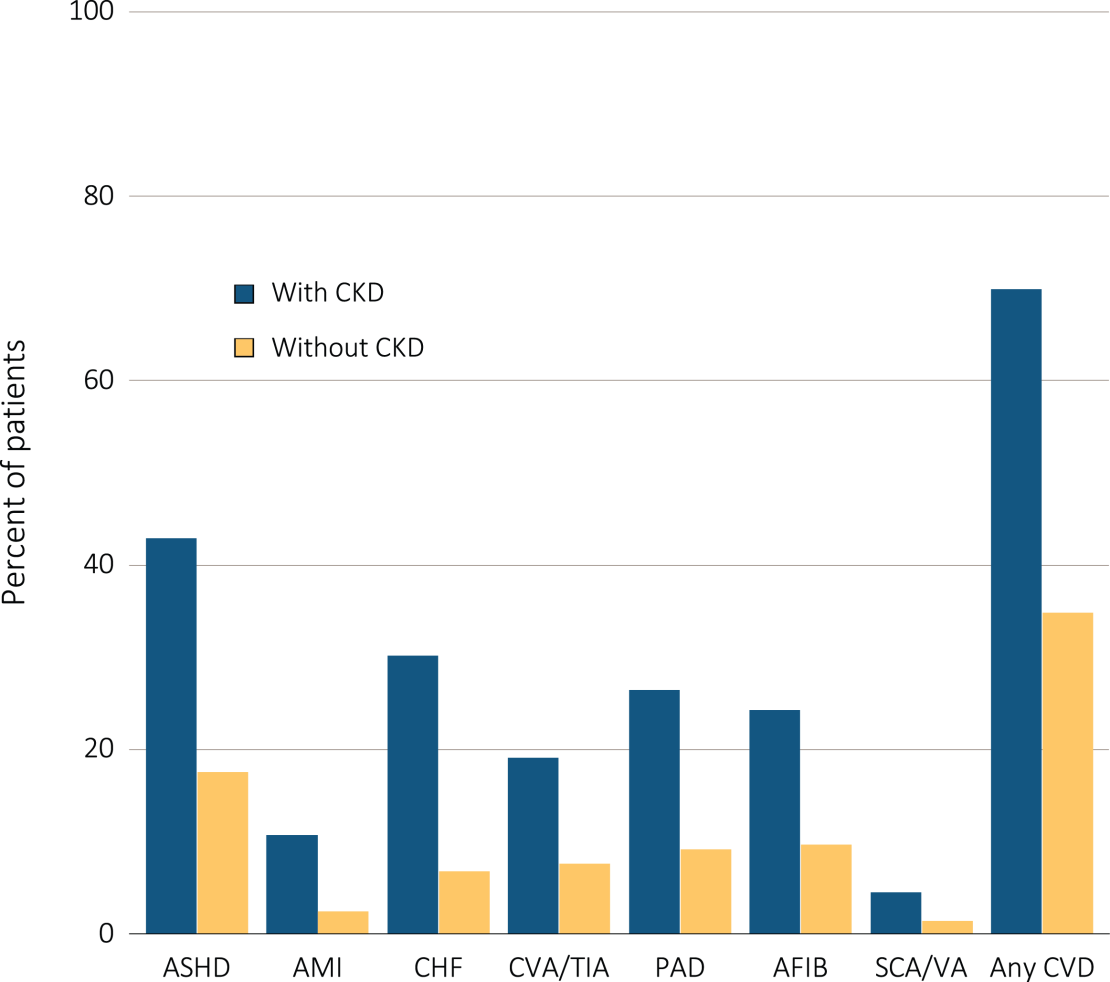 100
80
60
40
20
0
Percent of patients
With CKD
Without CKD
ASHD AMI CHF CVA/TIA PAD AFIB SCA/VA Any CVD